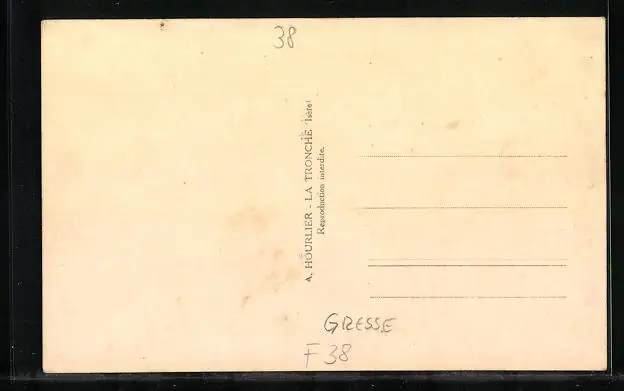 38
A. HOURLIER - LA TRONCHE (Isère)
Reproduction interdite.
GRESSE
F 38